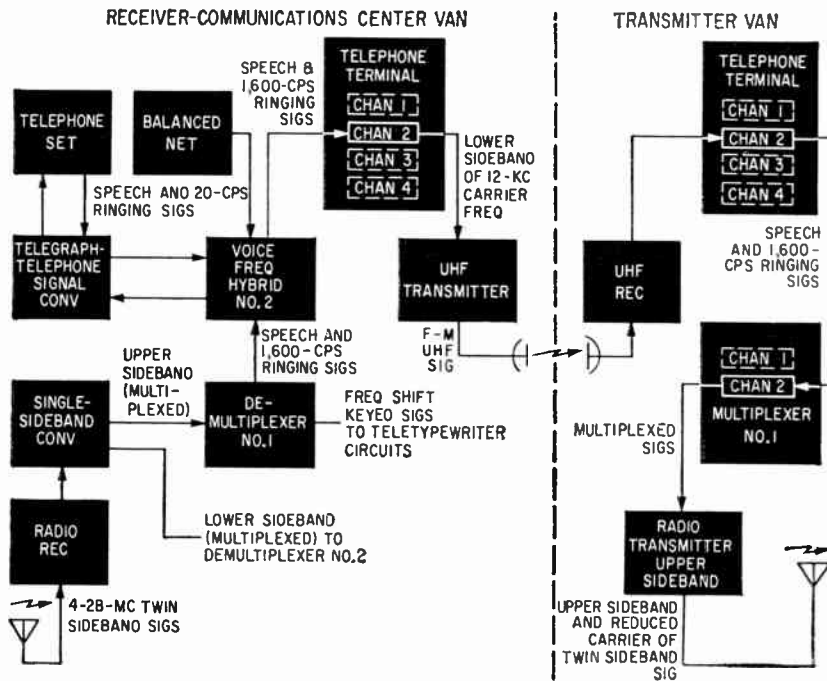 RECEIVER-COMMUNICATIONS CENTER VAN
TRANSMITTER VAN
TELEPHONE
SET
BALANCED
NET
SPEECH &
1,600-CPS
RINGING
SIGS
TELEPHONE
TERMINAL
CHAN 1
CHAN 2
CHAN 3
CHAN 4
LOWER
SIDEBAND
OF 12-KC
CARRIER
FREQ
SPEECH AND 20-CPS
RINGING SIGS
TELEGRAPH-
TELEPHONE
SIGNAL
CONV
VOICE
FREQ
HYBRID
NO.2
UHF
TRANSMITTER
F-M
UHF
SIG
SPEECH AND
1,600-CPS
RINGING SIGS
UPPER
SIDEBAND
(MULTI-
PLEXED)
SINGLE-
SIDEBAND
CONV
DE-
MULTIPLEXER
NO.1
FREQ SHIFT
KEYED SIGS
TO TELETYPEWRITER
CIRCUITS
RADIO
REC
LOWER SIDEBAND
(MULTIPLEXED) TO
DEMULTIPLEXER NO.2
4-28-MC TWIN
SIDEBAND SIGS
TELEPHONE
TERMINAL
CHAN 1
CHAN 2
CHAN 3
CHAN 4
UHF
REC
SPEECH
AND 1,600-
CPS RINGING
SIGS
CHAN 1
CHAN 2
MULTIPLEXER
NO.1
MULTIPLEXED
SIGS
RADIO
TRANSMITTER
UPPER
SIDEBAND
UPPER SIDEBAND
AND REDUCED
CARRIER OF
TWIN SIDEBAND
SIG